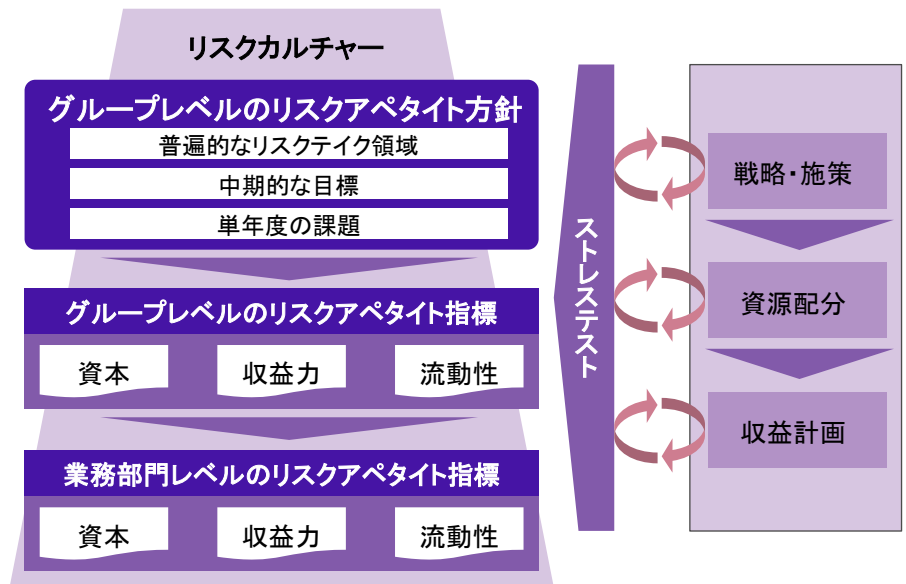 リスクカルチャー
グループレベルのリスクアペタイト方針
普遍的なリスクテイク領域
中期的な目標
単年度の課題
グループレベルのリスクアペタイト指標
資本
収益力
流動性
業務部門レベルのリスクアペタイト指標
資本
収益力
流動性
ストレステスト
戦略・施策
資源配分
収益計画